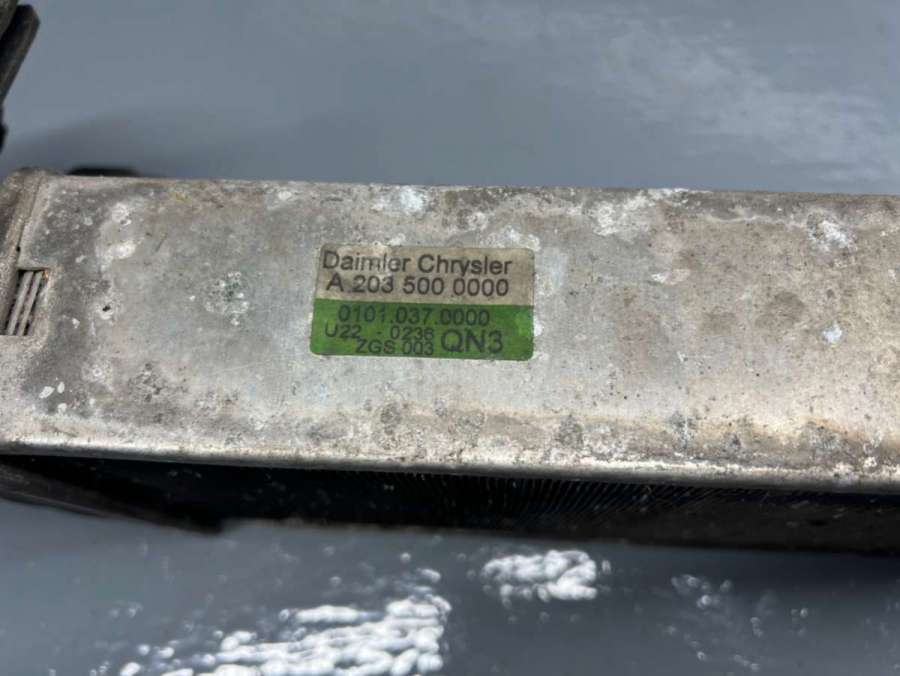 Daimler Chrysler
A 203 500 0000
0101.037.0000
U22 - 0236 QN3
ZGS 003